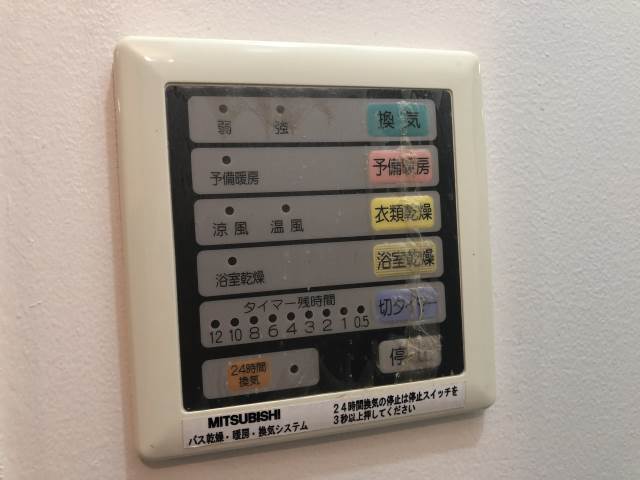 弱 強 換気
予備暖房 予備暖房
涼風 温風 衣類乾燥
浴室乾燥 浴室乾燥
タイマー残時間
12 10 8 6 4 3 2 1 0.5 切タイマー
24時間
換気
停止
MITSUBISHI
バス乾燥・暖房・換気システム
24時間換気の停止は停止スイッチを
3秒以上押してください